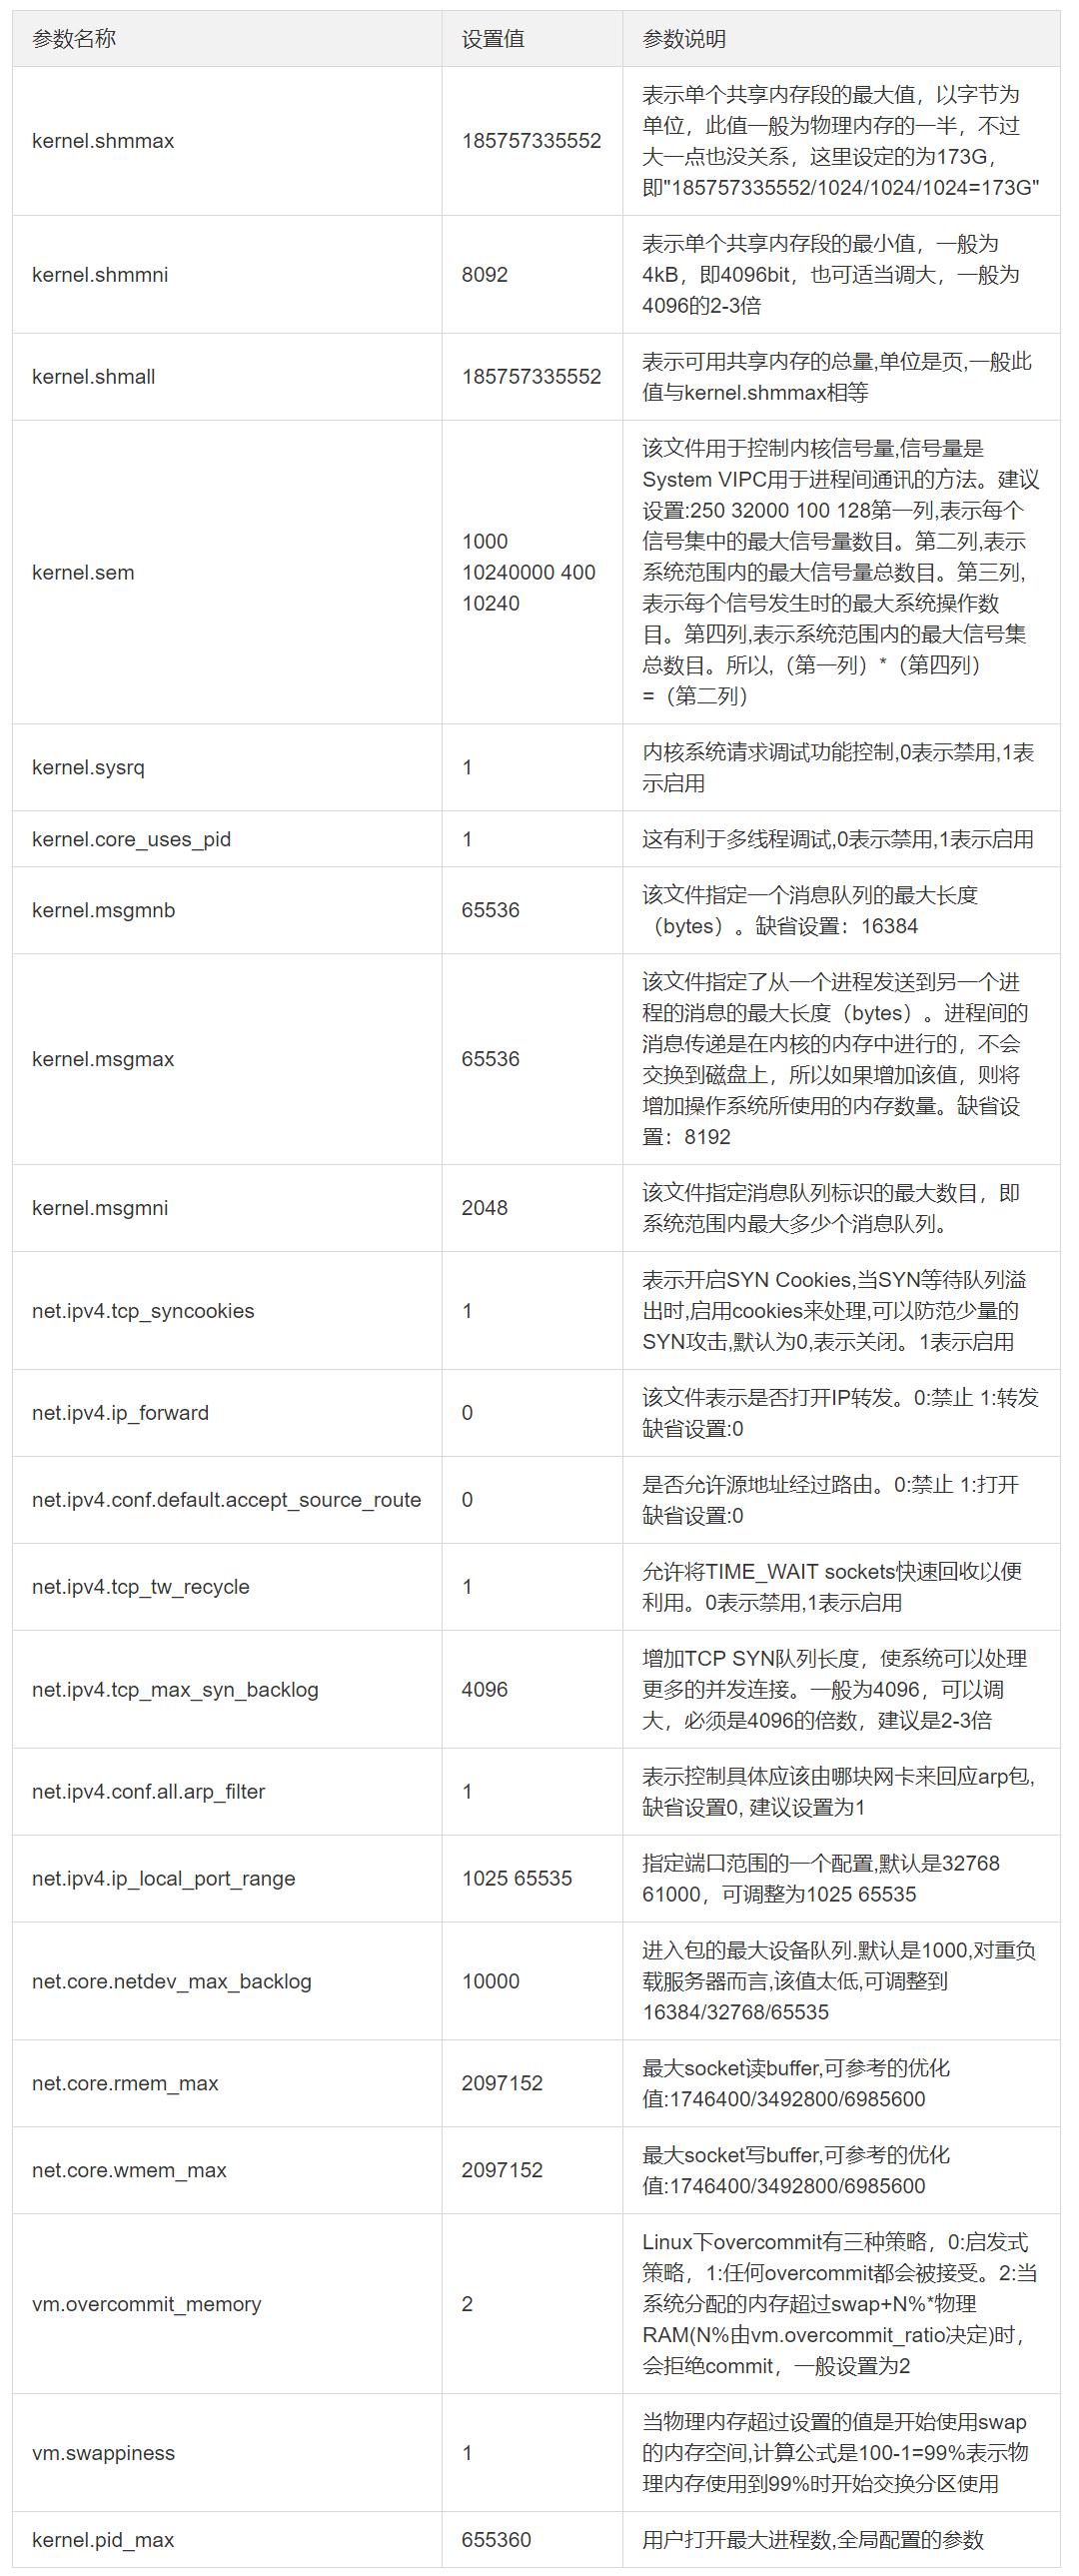 参数名称 设置值 参数说明
kernel.shmmax 185757335552 表示单个共享内存段的最大值，以字节为
单位，此值一般为物理内存的一半，不过
大一点也没关系，这里设定的为173G，
即"185757335552/1024/1024/1024=173G"
kernel.shmmni 8092 表示单个共享内存段的最小值，一般为
4kB，即4096bit，也可适当调大，一般为
4096的2-3倍
kernel.shmall 185757335552 表示可用共享内存的总量,单位是页,一般此
值与kernel.shmmax相等
kernel.sem
1000
10240000 400
10240
该文件用于控制内核信号量,信号量是
System VIPC用于进程间通讯的方法。建议
设置:250 32000 100 128第一列,表示每个
信号集中的最大信号量数目。第二列,表示
系统范围内的最大信号量总数目。第三列,
表示每个信号发生时的最大系统操作数
目。第四列,表示系统范围内的最大信号集
总数目。所以,（第一列）*（第四列）
=（第二列）
kernel.sysrq 1 内核系统请求调试功能控制,0表示禁用,1表
示启用
kernel.core_uses_pid 1 这有利于多线程调试,0表示禁用,1表示启用
kernel.msgmnb 65536 该文件指定一个消息队列的最大长度
（bytes）。缺省设置：16384
kernel.msgmax 65536 该文件指定了从一个进程发送到另一个进
程的消息的最大长度（bytes）。进程间的
消息传递是在内核的内存中进行的，不会
交换到磁盘上，所以如果增加该值，则将
增加操作系统所使用的内存数量。缺省设
置：8192
kernel.msgmni 2048 该文件指定消息队列标识的最大数目，即
系统范围内最大多少个消息队列。
net.ipv4.tcp_syncookies 1 表示开启SYN Cookies,当SYN等待队列溢
出时,启用cookies来处理,可以防范少量的
SYN攻击,默认为0,表示关闭。1表示启用
net.ipv4.ip_forward 0 该文件表示是否打开IP转发。0:禁止 1:转发
缺省设置:0
net.ipv4.conf.default.accept_source_route 0 是否允许源地址经过路由。0:禁止 1:打开
缺省设置:0
net.ipv4.tcp_tw_recycle 1 允许将TIME_WAIT sockets快速回收以便
利用。0表示禁用,1表示启用
net.ipv4.tcp_max_syn_backlog 4096 增加TCP SYN队列长度，使系统可以处理
更多的并发连接。一般为4096，可以调
大，必须是4096的倍数，建议是2-3倍
net.ipv4.conf.all.arp_filter 1 表示控制具体应该由哪块网卡来回应arp包,
缺省设置0, 建议设置为1
net.ipv4.ip_local_port_range 1025 65535 指定端口范围的一个配置,默认是32768
61000，可调整为1025 65535
net.core.netdev_max_backlog 10000 进入包的最大设备队列.默认是1000,对重负
载服务器而言,该值太低,可调整到
16384/32768/65535
net.core.rmem_max 2097152 最大socket读buffer,可参考的优化
值:1746400/3492800/6985600
net.core.wmem_max 2097152 最大socket写buffer,可参考的优化
值:1746400/3492800/6985600
vm.overcommit_memory 2 Linux下overcommit有三种策略，0:启发式
策略，1:任何overcommit都会被接受。2:当
系统分配的内存超过swap+N%*物理
RAM(N%由vm.overcommit_ratio决定)时，
会拒绝commit，一般设置为2
vm.swappiness 1 当物理内存超过设置的值是开始使用swap
的内存空间,计算公式是100-1=99%表示物
理内存使用到99%时开始交换分区使用
kernel.pid_max 655360 用户打开最大进程数,全局配置的参数